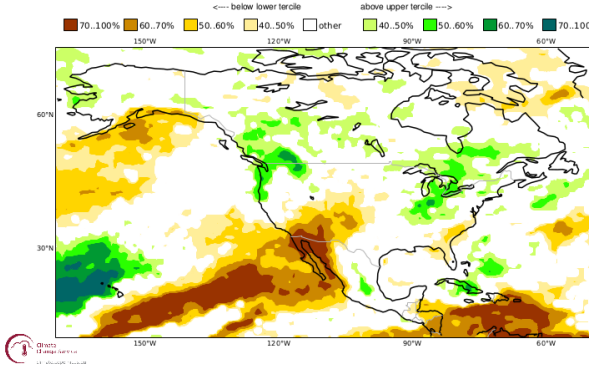 <---- below lower tercile above upper tercile ---->
70..100% 60..70% 50..60% 40..50% other 40..50% 50..60% 60..70% 70..100
150°W 120°W 90°W 60°W
60°N
30°N
150°W 120°W 90°W 60°W
Climate
Change Service